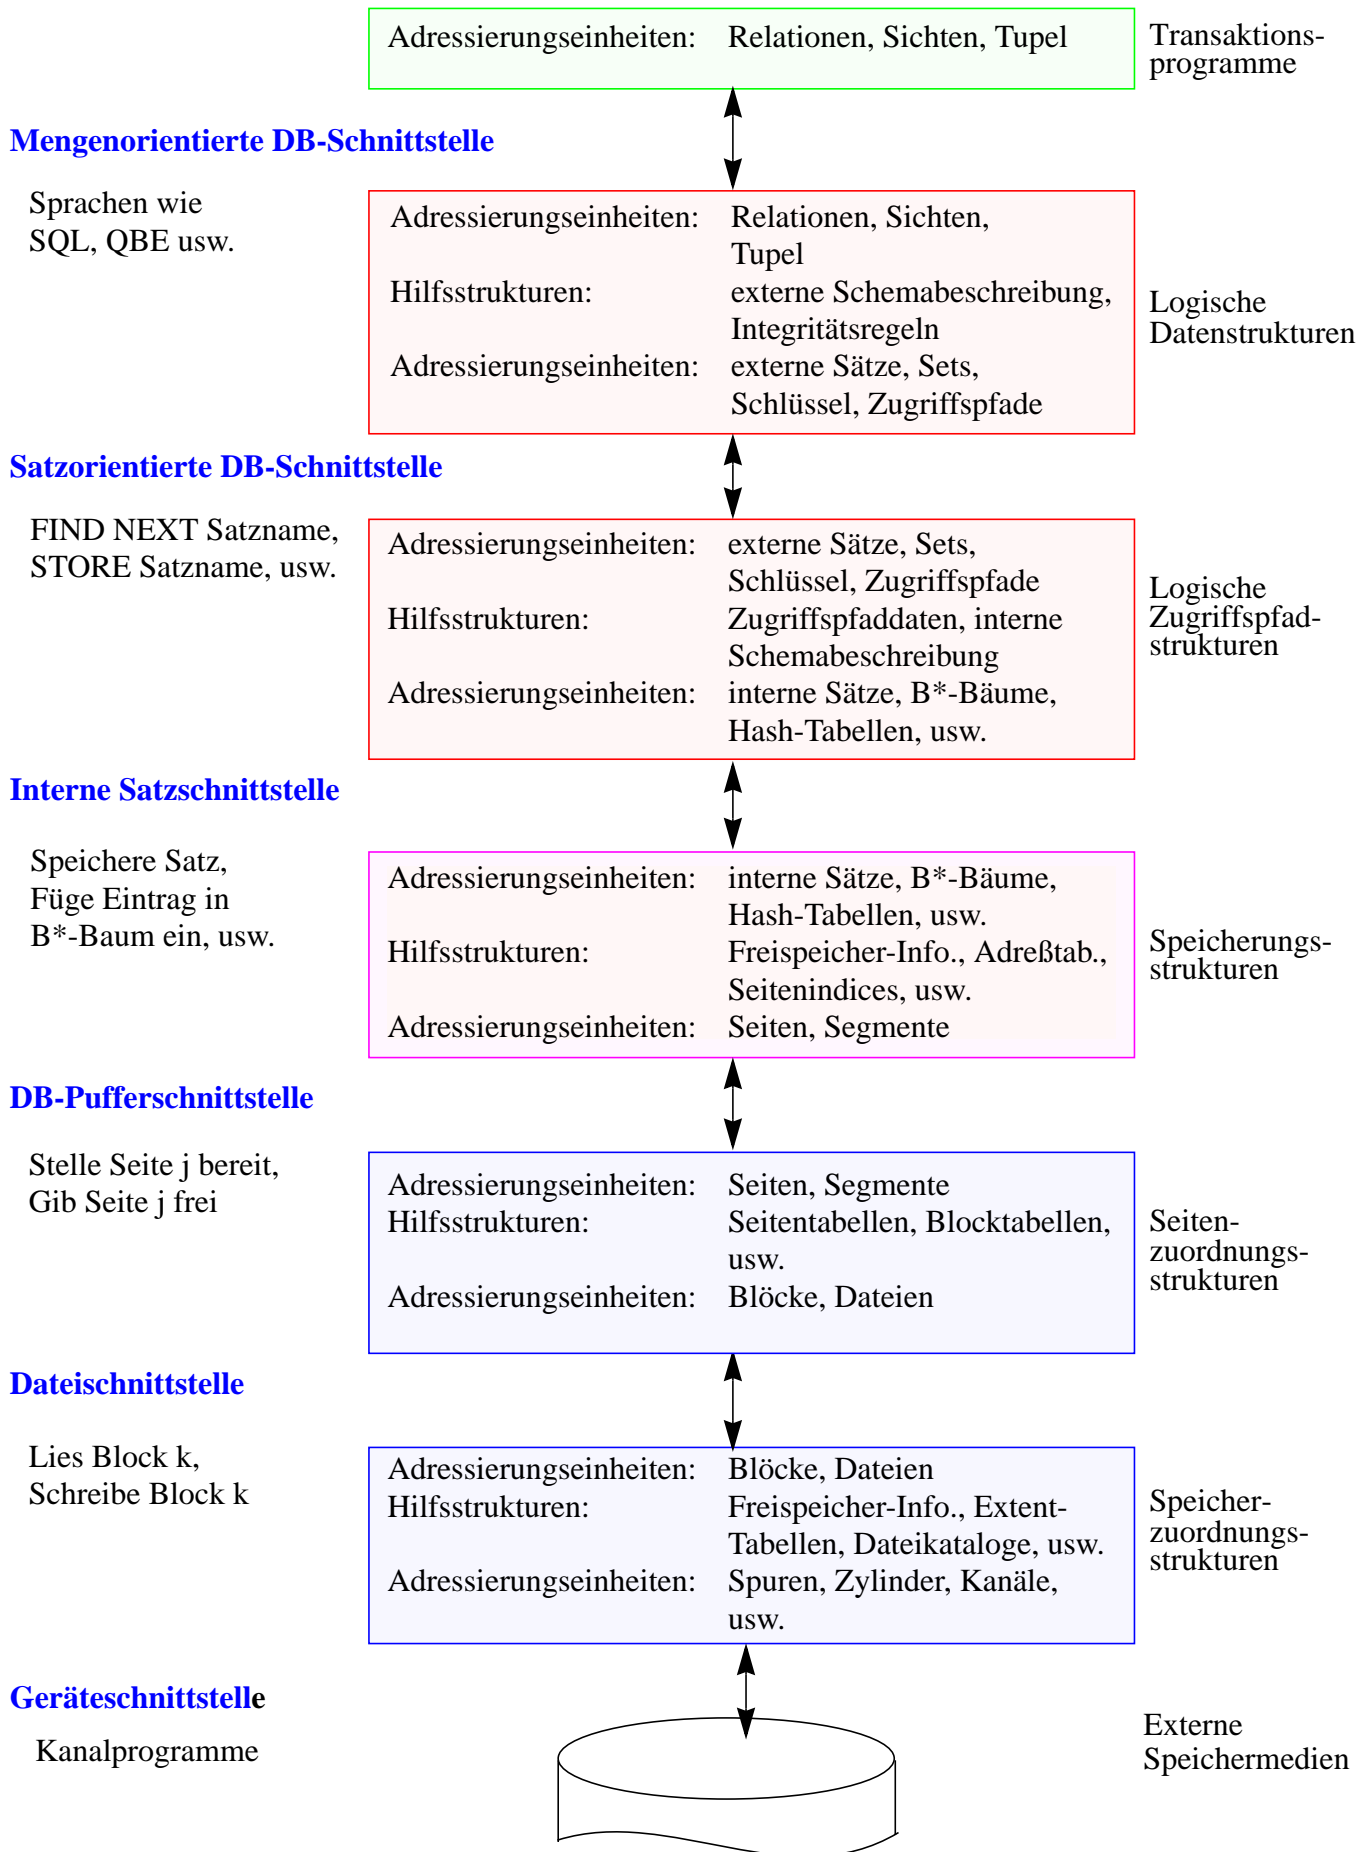 Adressierungseinheiten: Relationen, Sichten, Tupel
Transaktions-
programme
Mengenorientierte DB-Schnittstelle
Sprachen wie
SQL, QBE usw.
Adressierungseinheiten: Relationen, Sichten,
Tupel
Hilfsstrukturen: externe Schemabeschreibung,
Integritätsregeln
Adressierungseinheiten: externe Sätze, Sets,
Schlüssel, Zugriffspfade
Logische
Datenstrukturen
Satzorientierte DB-Schnittstelle
FIND NEXT Satzname,
STORE Satzname, usw.
Adressierungseinheiten: externe Sätze, Sets,
Schlüssel, Zugriffspfade
Hilfsstrukturen: Zugriffspfaddaten, interne
Schemabeschreibung
Adressierungseinheiten: interne Sätze, B*-Bäume,
Hash-Tabellen, usw.
Logische
Zugriffspfad-
strukturen
Interne Satzschnittstelle
Speichere Satz,
Füge Eintrag in
B*-Baum ein, usw.
Adressierungseinheiten: interne Sätze, B*-Bäume,
Hash-Tabellen, usw.
Hilfsstrukturen: Freispeicher-Info., Adreßtab.,
Seitenindices, usw.
Adressierungseinheiten: Seiten, Segmente
Speicherungs-
strukturen
DB-Pufferschnittstelle
Stelle Seite j bereit,
Gib Seite j frei
Adressierungseinheiten: Seiten, Segmente
Hilfsstrukturen: Seitentabellen, Blocktabellen,
usw.
Adressierungseinheiten: Blöcke, Dateien
Seiten-
zuordnungs-
strukturen
Dateischnittstelle
Lies Block k,
Schreibe Block k
Adressierungseinheiten: Blöcke, Dateien
Hilfsstrukturen: Freispeicher-Info., Extent-
Tabellen, Dateikataloge, usw.
Adressierungseinheiten: Spuren, Zylinder, Kanäle,
usw.
Speicher-
zuordnungs-
strukturen
Geräteschnittstelle
Kanalprogramme
Externe
Speichermedien